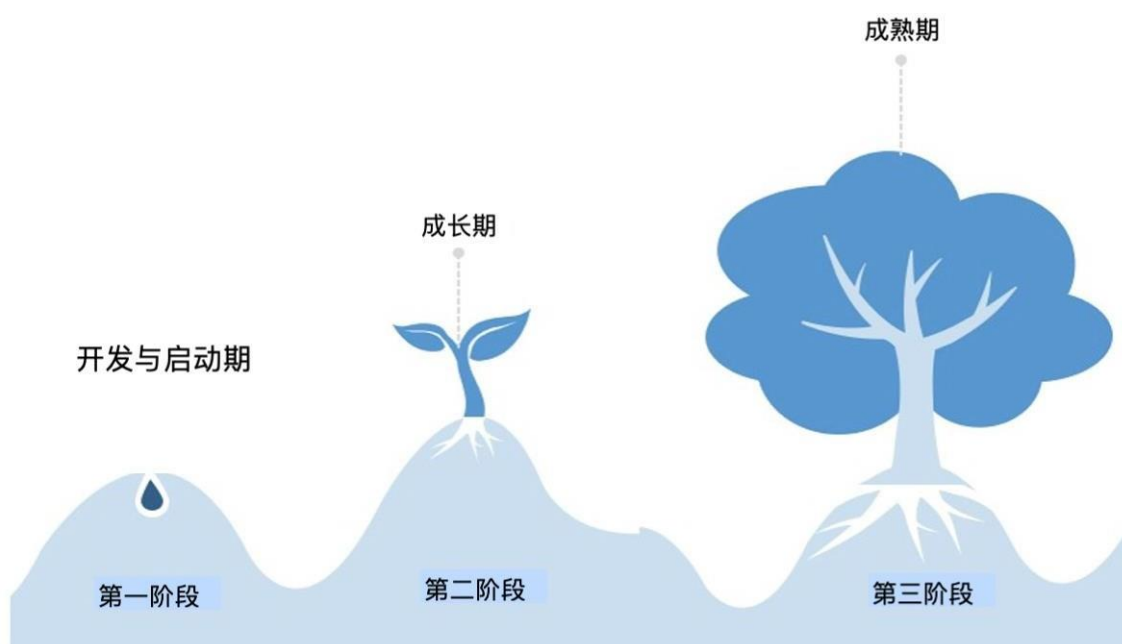 成熟期
成长期
开发与启动期
第一阶段
第二阶段
第三阶段